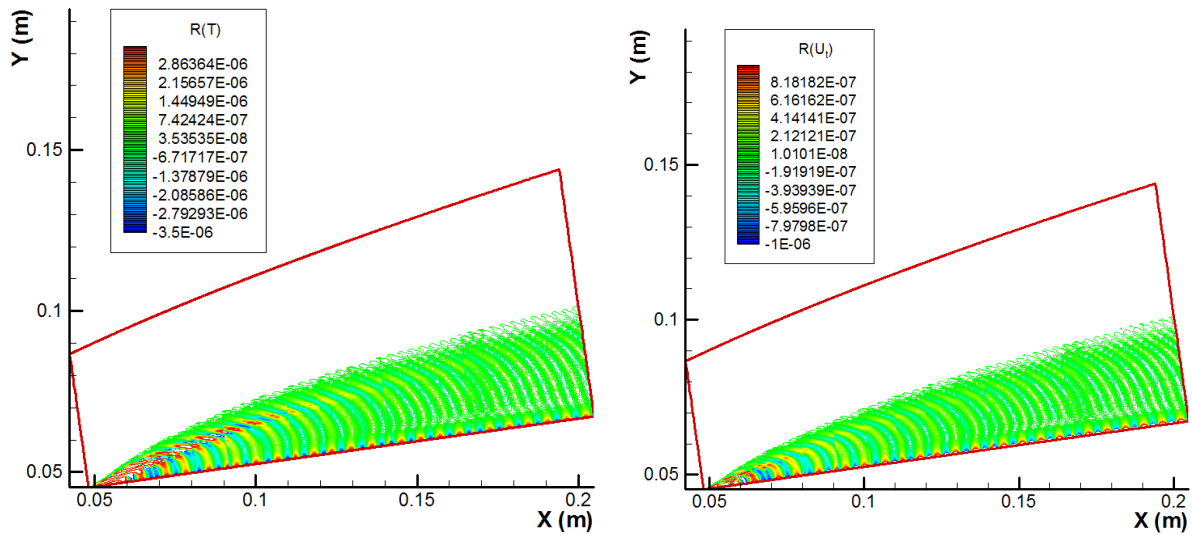 Y (m)
R(T)
2.86364E-06
2.15657E-06
1.44949E-06
7.42424E-07
3.53535E-08
-6.71717E-07
-1.37879E-06
-2.08586E-06
-2.79293E-06
-3.5E-06
0.15
0.1
0.05
0.05
0.1
0.15
0.2
X (m)
Y (m)
R(Uₜ)
8.18182E-07
6.16162E-07
4.14141E-07
2.12121E-07
1.0101E-08
-1.91919E-07
-3.93939E-07
-5.9596E-07
-7.9798E-07
-1E-06
0.15
0.1
0.05
0.05
0.1
0.15
0.2
X (m)